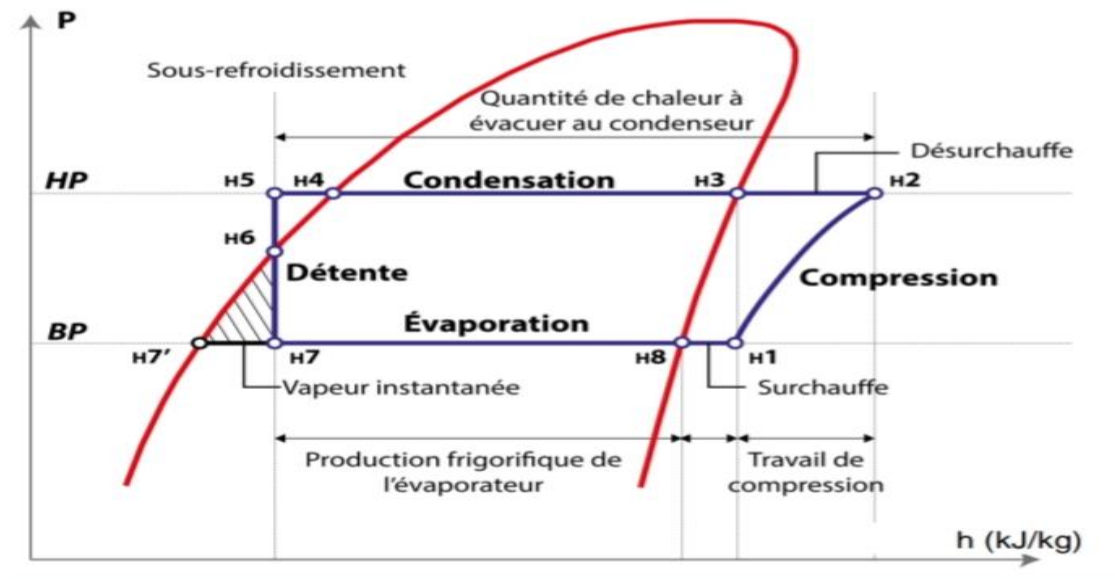 P
Sous-refroidissement
Quantité de chaleur à
évacuer au condenseur
Désurchauffe
HP
H5
H4
Condensation
H3
H2
H6
Détente
Compression
BP
Évaporation
H7'
H7
H8
H1
Vapeur instantanée
Surchauffe
Production frigorifique de
l'évaporateur
Travail de
compression
h (kJ/kg)